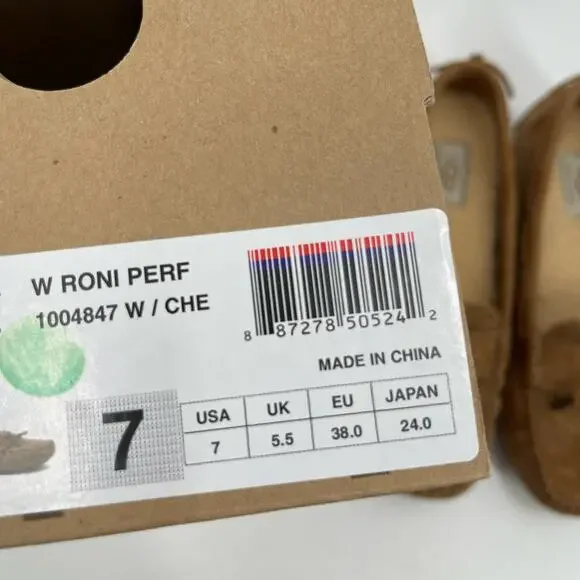 W RONI PERF
1004847 W / CHE
8 87278 50524 2
MADE IN CHINA
7
USA UK EU JAPAN
7 5.5 38.0 24.0